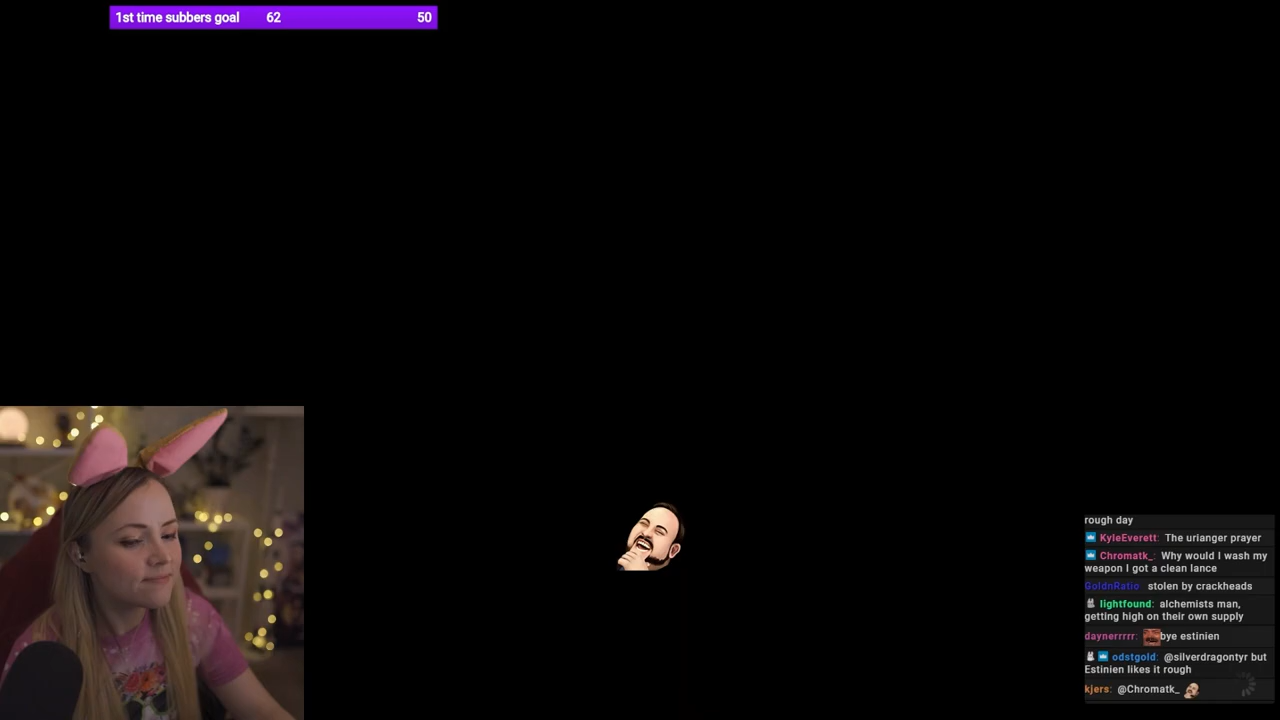 1st time subbers goal 62 50
rough day
KyleEverett: The urianger prayer
Chromatk_: Why would I wash my
weapon I got a clean lance
GoldnRatio: stolen by crackheads
lightfound: alchemists man,
getting high on their own supply
daynerrrrr: bye estinien
odstgold: @silverdragontyr but
Estinien likes it rough
kjers: @Chromatk_